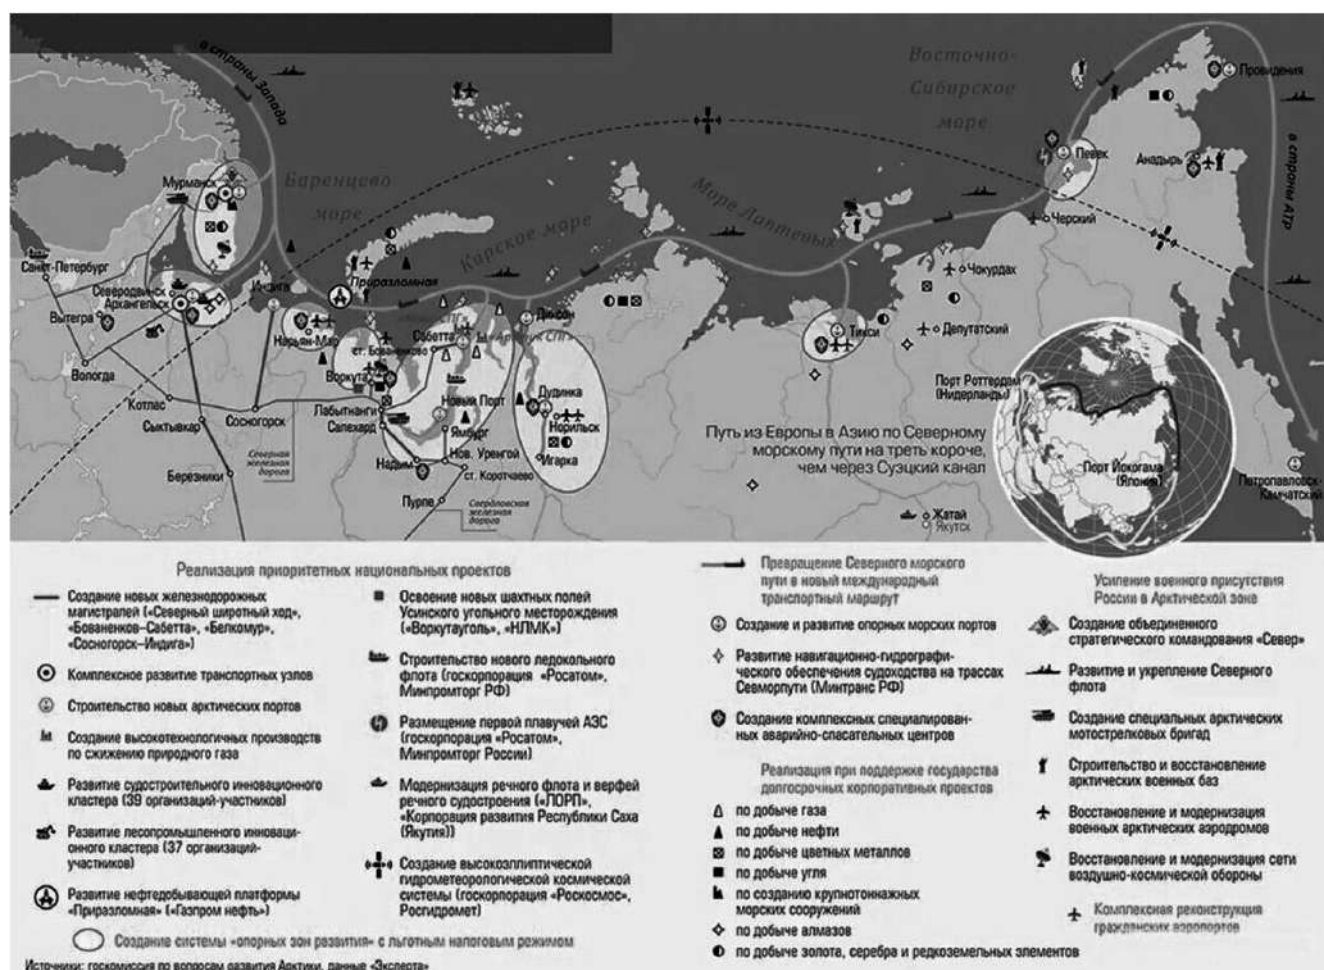 в страны Запада
Восточно-
Сибирское
море
Провидения
в страны АТР
Певек
Анадырь
Мурманск
Баренцево
море
Карское море
Море Лаптевых
Черский
Санкт-Петербург
Северодвинск
Архангельск
Индига
Приразломная
Чокурдах
Вытегра
Нарьян-Мар
Сабетта
«Арктик СПГ»
Диксон
Тикси
Депутатский
ст. Бованенково
Воркута
Вологда
Порт Роттердам
(Нидерланды)
Котлас
Сыктывкар
Сосногорск
Лабытнанги
Салехард
Новый Порт
Ямбург
Дудинка
Норильск
Игарка
Путь из Европы в Азию по Северному
морскому пути на треть короче,
чем через Суэцкий канал
Северная
железная
дорога
Березники
Надым
Нов. Уренгой
ст. Коротчаево
Пурпе
Свердловская
железная
дорога
Порт Йокогама
(Япония)
Петропавловск-
Камчатский
Жатай
Якутск
Реализация приоритетных национальных проектов
Создание новых железнодорожных
магистралей («Северный широтный ход»,
«Бованенков–Сабетта», «Белкомур»,
«Сосногорск–Индига»)
Комплексное развитие транспортных узлов
Строительство новых арктических портов
Создание высокотехнологичных производств
по сжижению природного газа
Развитие судостроительного инновационного
кластера (39 организаций-участников)
Развитие лесопромышленного инноваци-
онного кластера (37 организаций-
участников)
Развитие нефтедобывающей платформы
«Приразломная» («Газпром нефть»)
Создание системы «опорных зон развития» с льготным налоговым режимом
Источники: госкомиссия по вопросам развития Арктики, данные «Эксперта»
Освоение новых шахтных полей
Усинского угольного месторождения
(«Воркутауголь», «НЛМК»)
Строительство нового ледокольного
флота (госкорпорация «Росатом»,
Минпромторг РФ)
Размещение первой плавучей АЭС
(госкорпорация «Росатом»,
Минпромторг России)
Модернизация речного флота и верфей
речного судостроения («ЛОРП»,
«Корпорация развития Республики Саха
(Якутия))
Создание высокоэллиптической
гидрометеорологической космической
системы (госкорпорация «Роскосмос»,
Росгидромет)
Превращение Северного морского
пути в новый международный
транспортный маршрут
Создание и развитие опорных морских портов
Развитие навигационно-гидрографи-
ческого обеспечения судоходства на трассах
Севморпути (Минтранс РФ)
Создание комплексных специалирован-
ных аварийно-спасательных центров
Реализация при поддержке государства
долгосрочных корпоративных проектов
по добыче газа
по добыче нефти
по добыче цветных металлов
по добыче угля
по созданию крупнотоннажных
морских сооружений
по добыче алмазов
по добыче золота, серебра и редкоземельных элементов
Усиление военного присутствия
России в Арктической зоне
Создание объединенного
стратегического командования «Север»
Развитие и укрепление Северного
флота
Создание специальных арктических
мотострелковых бригад
Строительство и восстановление
арктических военных баз
Восстановление и модернизация
военных арктических аэродромов
Восстановление и модернизация сети
воздушно-космической обороны
Комплексная реконструкция
гражданских аэропортов